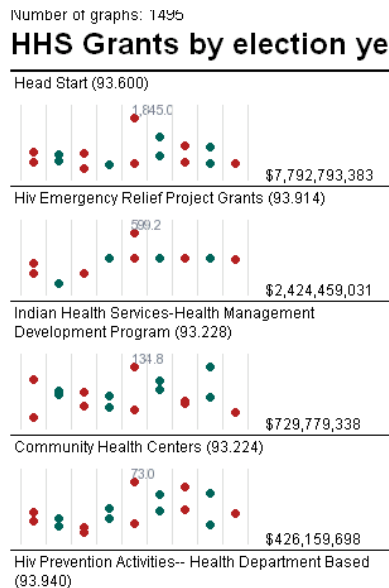 Number of graphs: 1495
HHS Grants by election ye
Head Start (93.600)
1,845.0
$7,792,793,383
Hiv Emergency Relief Project Grants (93.914)
599.2
$2,424,459,031
Indian Health Services-Health Management
Development Program (93.228)
134.8
$729,779,338
Community Health Centers (93.224)
73.0
$426,159,698
Hiv Prevention Activities-- Health Department Based
(93.940)